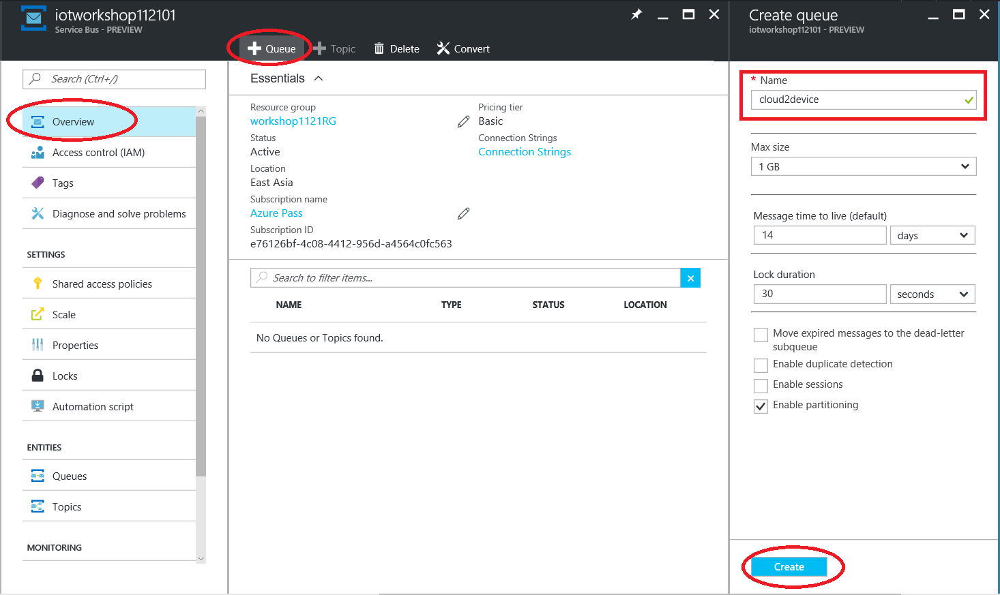 iotworkshop112101
Service Bus - PREVIEW
Queue
Topic
Delete
Convert
Search (Ctrl+/)
Overview
Access control (IAM)
Tags
Diagnose and solve problems
SETTINGS
Shared access policies
Scale
Properties
Locks
Automation script
ENTITIES
Queues
Topics
MONITORING
Essentials
Resource group
workshop1121RG
Status
Active
Location
East Asia
Subscription name
Azure Pass
Subscription ID
e76126bf-4c08-4412-956d-a4564c0fc563
Pricing tier
Basic
Connection Strings
Connection Strings
Search to filter items...
NAME TYPE STATUS LOCATION
No Queues or Topics found.
Create queue
iotworkshop112101 - PREVIEW
* Name
cloud2device
Max size
1 GB
Message time to live (default)
14 days
Lock duration
30 seconds
Move expired messages to the dead-letter
subqueue
Enable duplicate detection
Enable sessions
Enable partitioning
Create